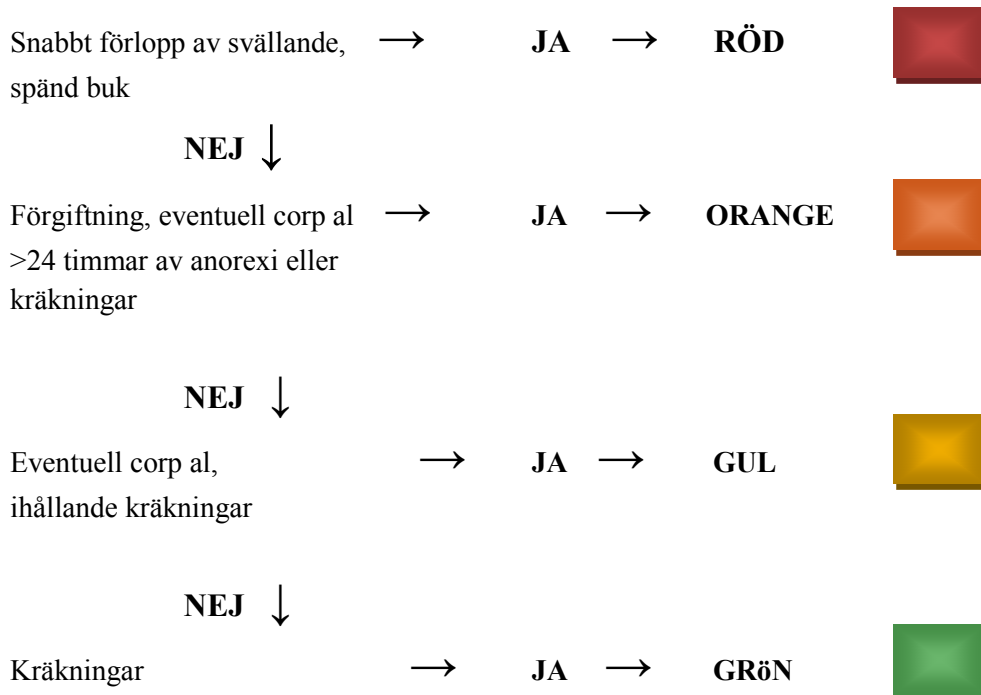 Snabbt förlopp av svällande, → JA → RÖD
spänd buk
NEJ ↓
Förgiftning, eventuell corp al → JA → ORANGE
>24 timmar av anorexi eller
kräkningar
NEJ ↓
Eventuell corp al, → JA → GUL
ihållande kräkningar
NEJ ↓
Kräkningar → JA → GRöN